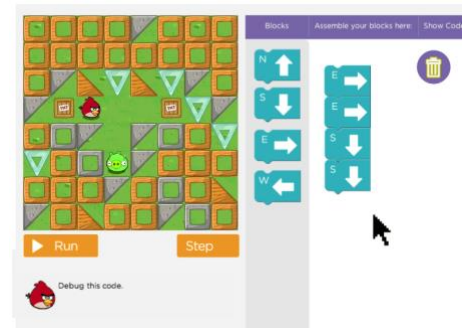 Blocks
Assemble your blocks here:
Show Code
N
S
E
W
E
E
S
S
Run
Step
Debug this code.